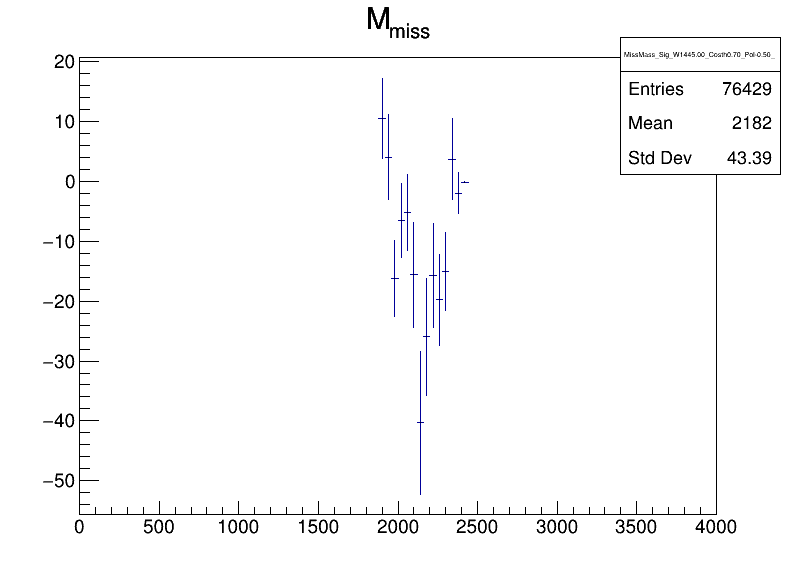 M_miss
MissMass_Sig_W1445.00_Costh0.70_Pol-0.50_
Entries 76429
Mean 2182
Std Dev 43.39
20
10
0
−10
−20
−30
−40
−50
0 500 1000 1500 2000 2500 3000 3500 4000